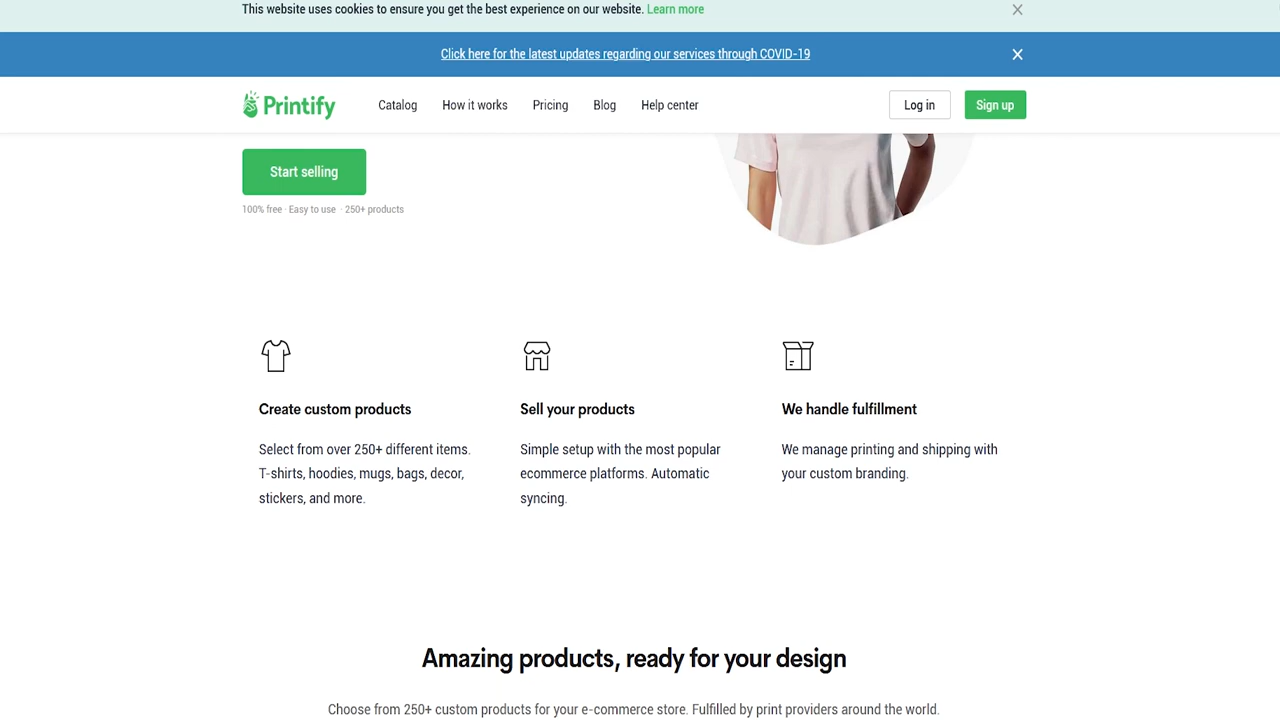 This website uses cookies to ensure you get the best experience on our website. Learn more
Click here for the latest updates regarding our services through COVID-19
Printify Catalog How it works Pricing Blog Help center Log in Sign up
Start selling
100% free · Easy to use · 250+ products
Create custom products
Select from over 250+ different items.
T-shirts, hoodies, mugs, bags, decor,
stickers, and more.
Sell your products
Simple setup with the most popular
ecommerce platforms. Automatic
syncing.
We handle fulfillment
We manage printing and shipping with
your custom branding.
Amazing products, ready for your design
Choose from 250+ custom products for your e-commerce store. Fulfilled by print providers around the world.